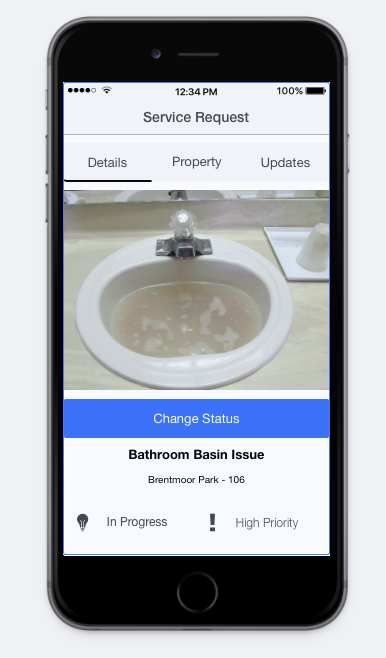 12:34 PM 100%
Service Request
Details Property Updates
Change Status
Bathroom Basin Issue
Brentmoor Park - 106
In Progress High Priority